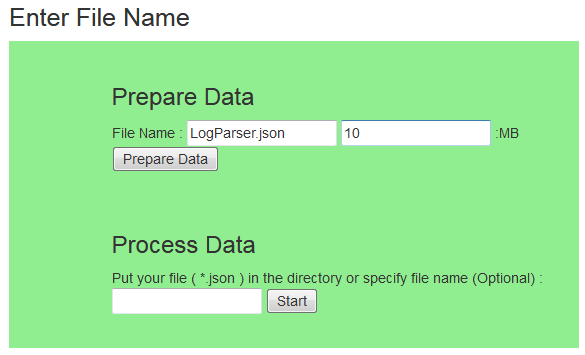 Enter File Name
Prepare Data
File Name : LogParser.json 10 :MB
Prepare Data
Process Data
Put your file ( *.json ) in the directory or specify file name (Optional) :
Start